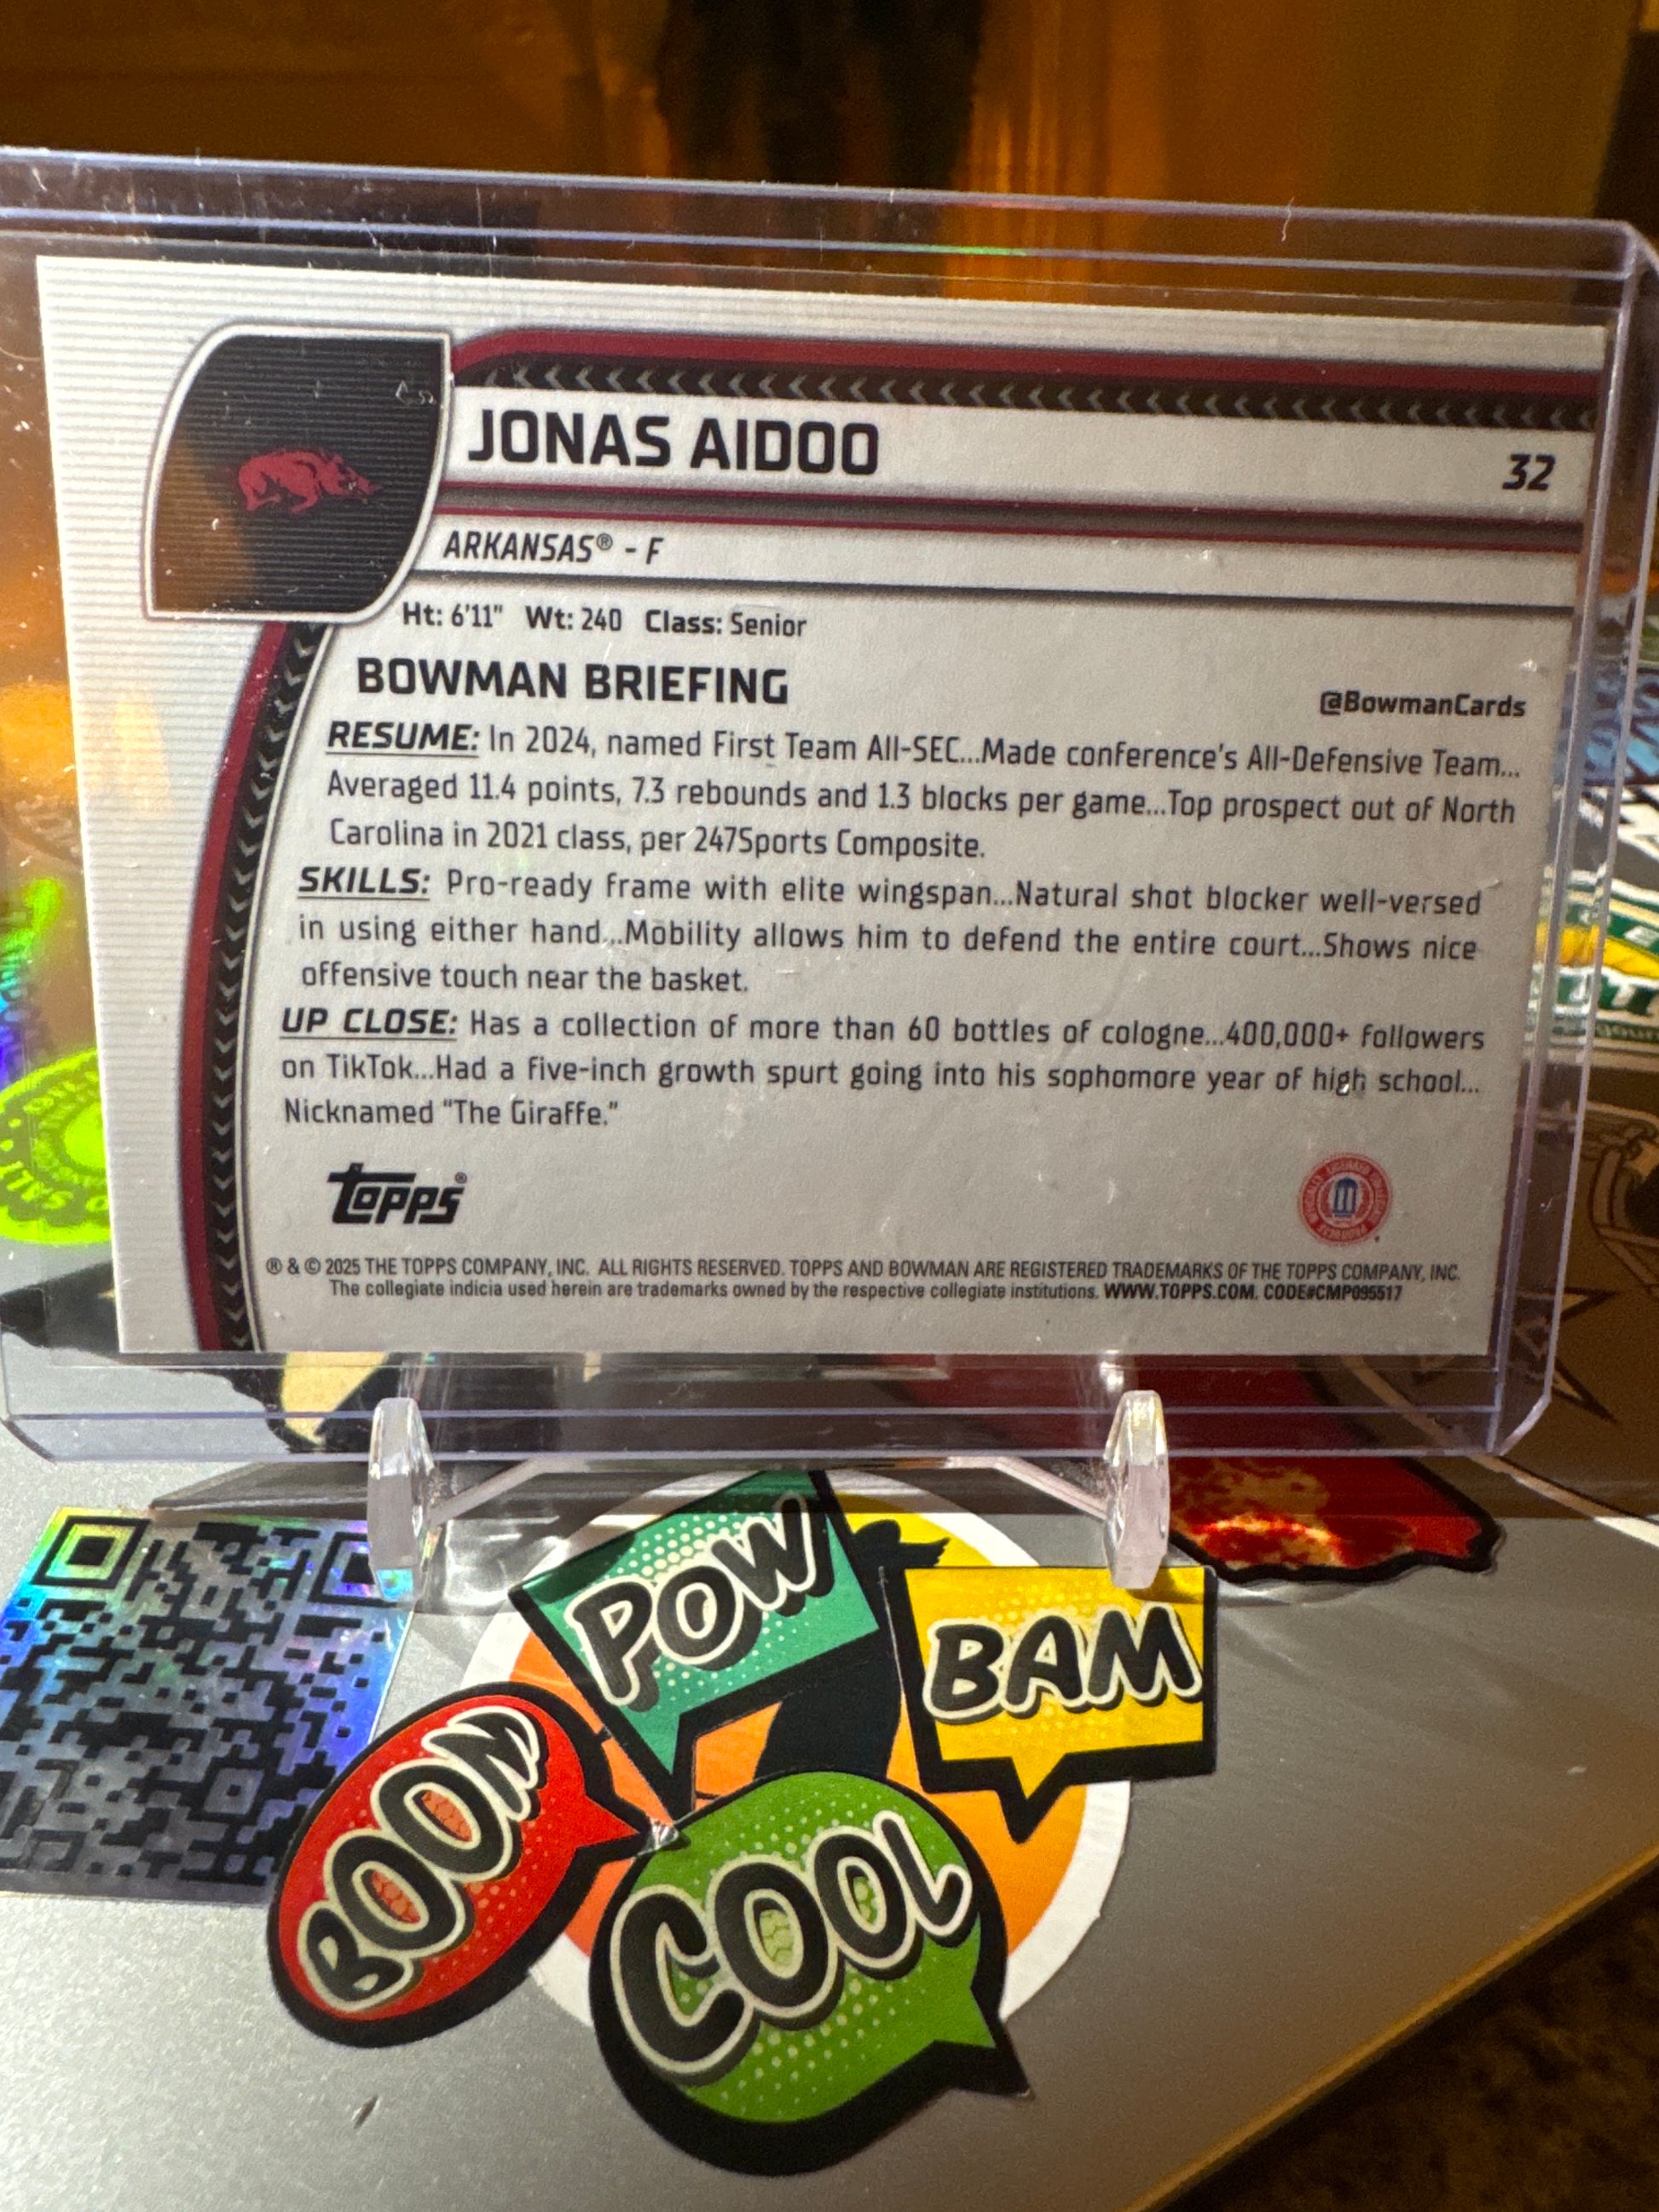 JONAS AIDOO
32
ARKANSAS® - F
Ht: 6'11" Wt: 240 Class: Senior
BOWMAN BRIEFING
@BowmanCards
RESUME: In 2024, named First Team All-SEC...Made conference's All-Defensive Team...
Averaged 11.4 points, 7.3 rebounds and 1.3 blocks per game...Top prospect out of North
Carolina in 2021 class, per 247Sports Composite.
SKILLS: Pro-ready frame with elite wingspan...Natural shot blocker well-versed
in using either hand...Mobility allows him to defend the entire court...Shows nice
offensive touch near the basket.
UP CLOSE: Has a collection of more than 60 bottles of cologne...400,000+ followers
on TikTok...Had a five-inch growth spurt going into his sophomore year of high school...
Nicknamed "The Giraffe."
topps®
® & © 2025 THE TOPPS COMPANY, INC. ALL RIGHTS RESERVED. TOPPS AND BOWMAN ARE REGISTERED TRADEMARKS OF THE TOPPS COMPANY, INC.
The collegiate indicia used herein are trademarks owned by the respective collegiate institutions. WWW.TOPPS.COM. CODE#CMP095517
POW
BAM
BOOM
COOL